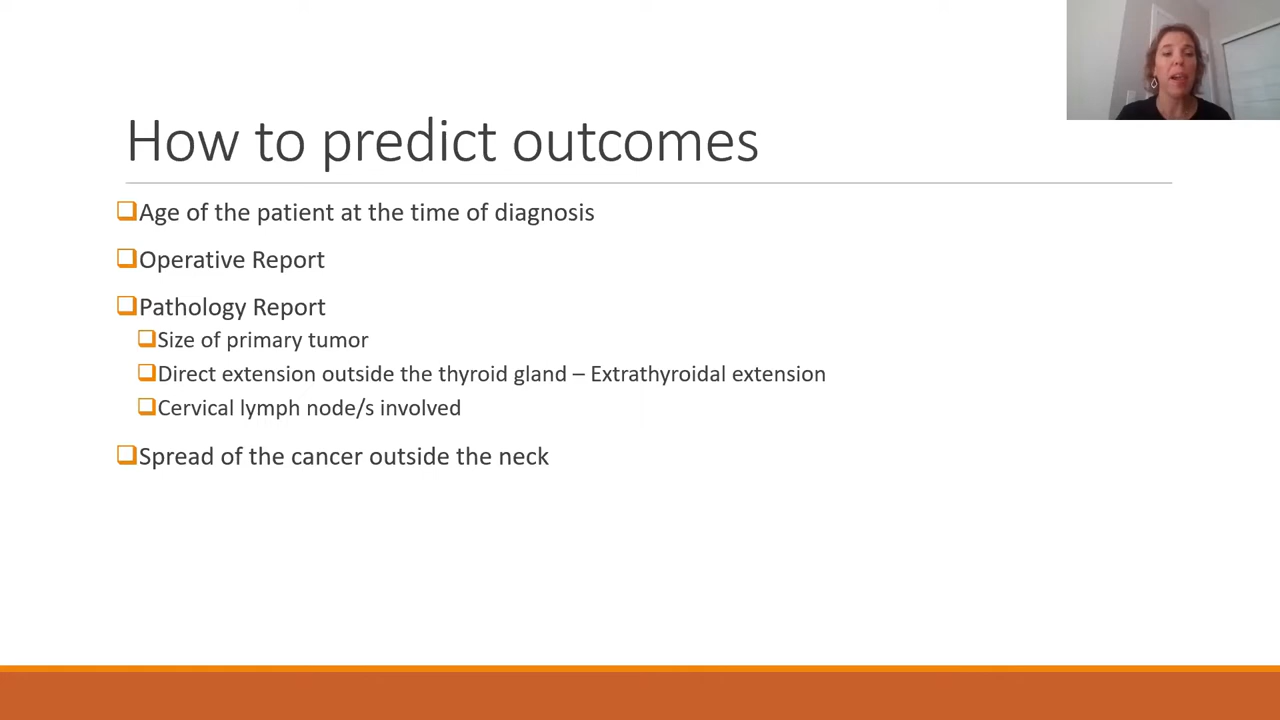 How to predict outcomes
Age of the patient at the time of diagnosis
Operative Report
Pathology Report
Size of primary tumor
Direct extension outside the thyroid gland – Extrathyroidal extension
Cervical lymph node/s involved
Spread of the cancer outside the neck